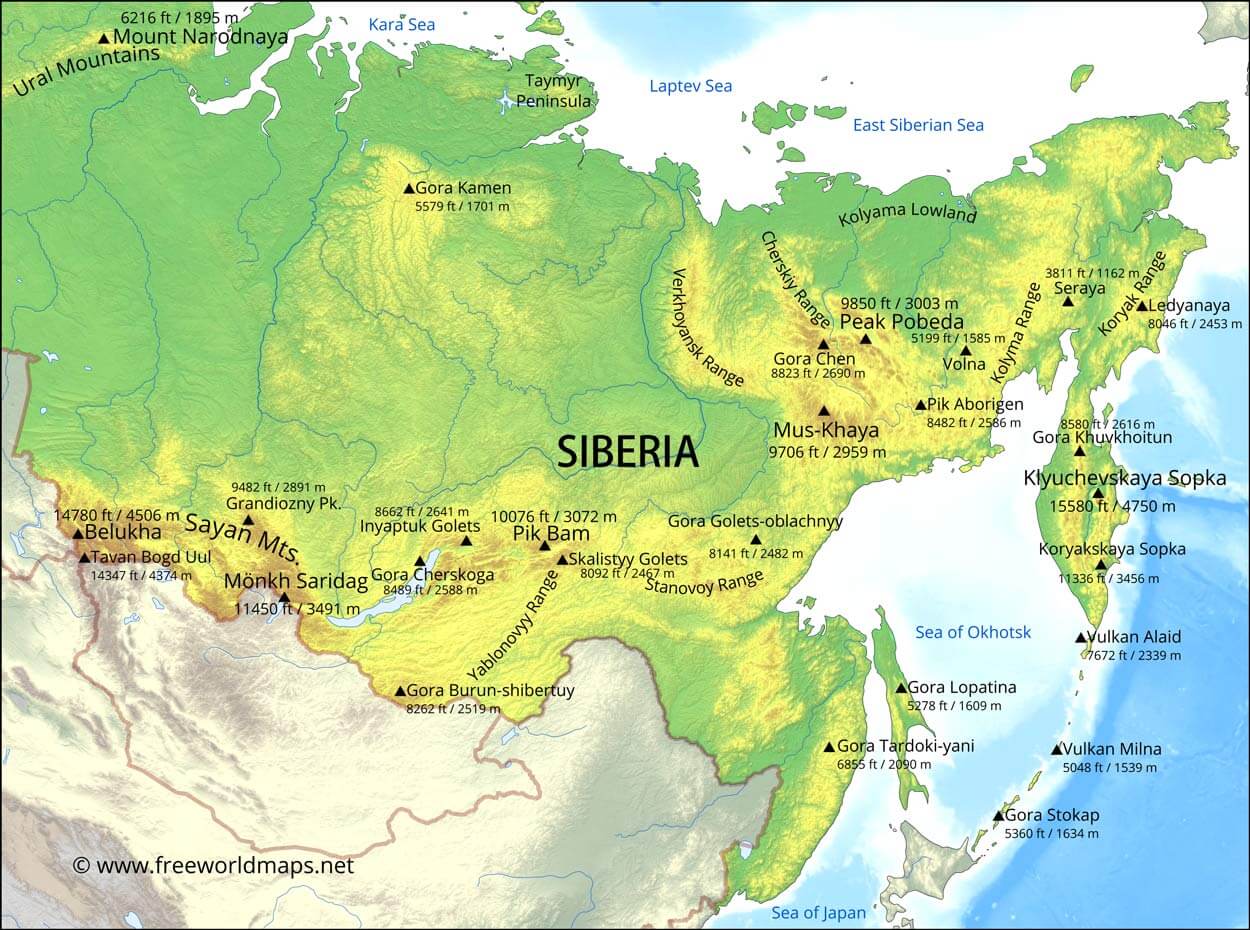 6216 ft / 1895 m
Mount Narodnaya
Ural Mountains
Kara Sea
Taymyr
Peninsula
Laptev Sea
East Siberian Sea
Gora Kamen
5579 ft / 1701 m
Kolyama Lowland
Cherskiy Range
Verkhoyansk Range
9850 ft / 3003 m
Peak Pobeda
5199 ft / 1585 m
Volna
Gora Chen
8823 ft / 2690 m
Kolyma Range
3811 ft / 1162 m
Seraya
Koryak Range
Ledyanaya
8046 ft / 2453 m
Pik Aborigen
8482 ft / 2586 m
Mus-Khaya
9706 ft / 2959 m
8580 ft / 2616 m
Gora Khuvkhoitun
SIBERIA
Klyuchevskaya Sopka
15580 ft / 4750 m
9482 ft / 2891 m
Grandiozny Pk.
14780 ft / 4506 m
Belukha
Sayan Mts.
Tavan Bogd Uul
14347 ft / 4374 m
Mönkh Saridag
11450 ft / 3491 m
8662 ft / 2641 m
Inyaptuk Golets
Gora Cherskoga
8489 ft / 2588 m
10076 ft / 3072 m
Pik Bam
Skalistyy Golets
8092 ft / 2467 m
Gora Golets-oblachnyy
8141 ft / 2482 m
Stanovoy Range
Yablonovyy Range
Koryakskaya Sopka
11336 ft / 3456 m
Sea of Okhotsk
Vulkan Alaid
7672 ft / 2339 m
Gora Burun-shibertuy
8262 ft / 2519 m
Gora Lopatina
5278 ft / 1609 m
Gora Tardoki-yani
6855 ft / 2090 m
Vulkan Milna
5048 ft / 1539 m
Gora Stokap
5360 ft / 1634 m
© www.freeworldmaps.net
Sea of Japan